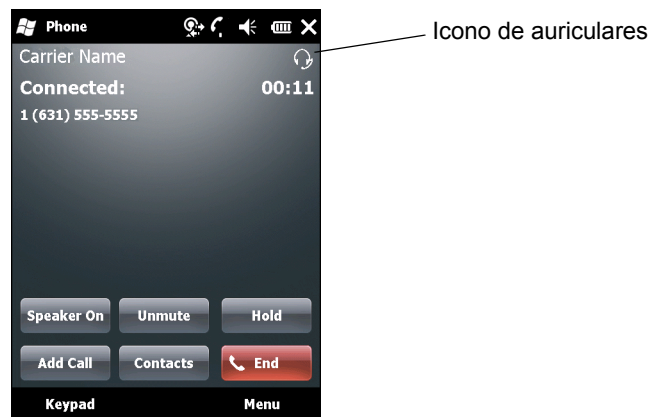 Phone
Icono de auriculares
Carrier Name
Connected: 00:11
1 (631) 555-5555
Speaker On Unmute Hold
Add Call Contacts End
Keypad Menu